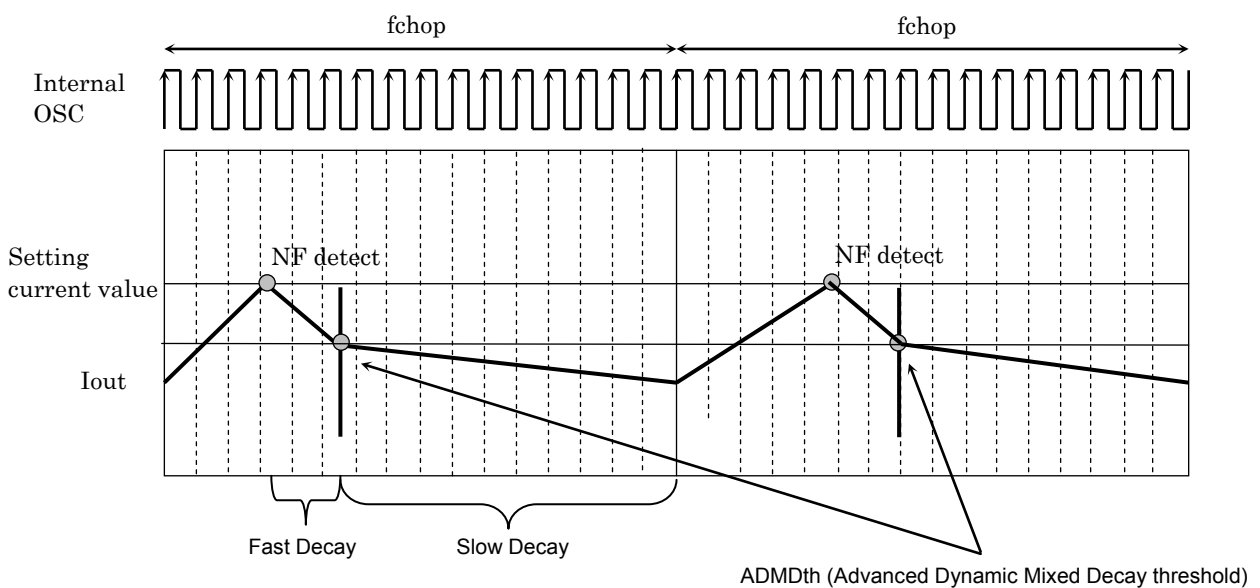 fchop
fchop
Internal
OSC
NF detect
NF detect
Setting
current value
Iout
Fast Decay
Slow Decay
ADMDth (Advanced Dynamic Mixed Decay threshold)